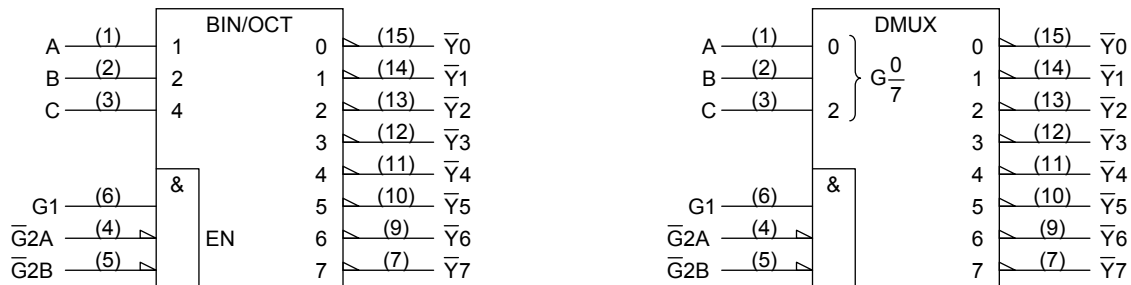 BIN/OCT
A (1) 1 0 (15) Y̅0
B (2) 2 1 (14) Y̅1
C (3) 4 2 (13) Y̅2
3 (12) Y̅3
4 (11) Y̅4
&
G1 (6) 5 (10) Y̅5
G̅2A (4) EN 6 (9) Y̅6
G̅2B (5) 7 (7) Y̅7
DMUX
A (1) 0 0 (15) Y̅0
B (2) G 0/7 1 (14) Y̅1
C (3) 2 2 (13) Y̅2
3 (12) Y̅3
4 (11) Y̅4
&
G1 (6) 5 (10) Y̅5
G̅2A (4) 6 (9) Y̅6
G̅2B (5) 7 (7) Y̅7